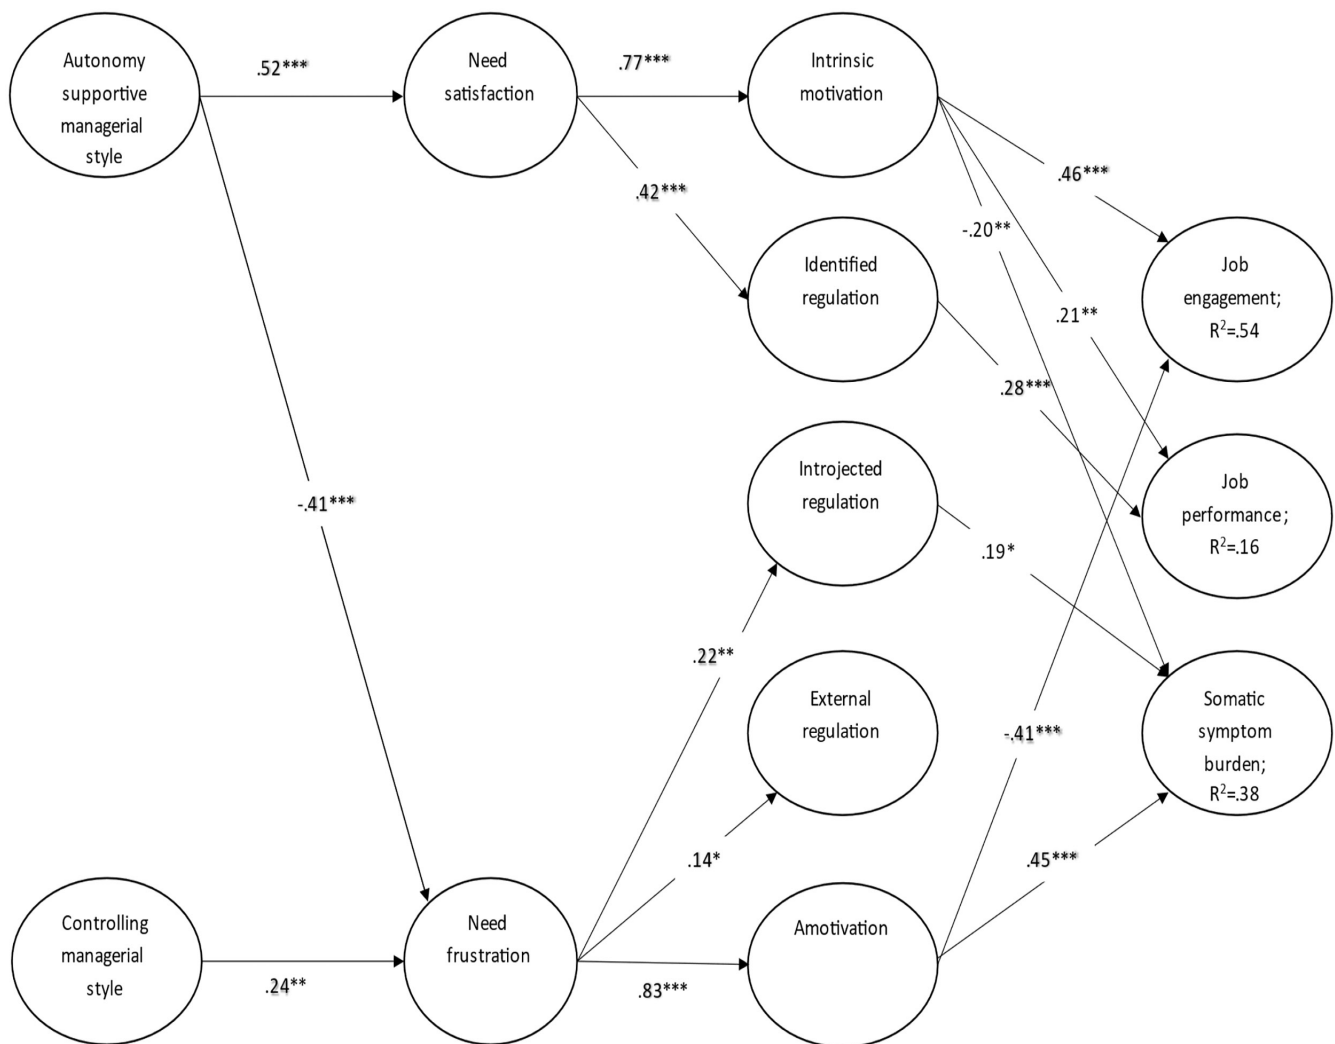 Autonomy
supportive
managerial
style
.52***
Need
satisfaction
.77***
Intrinsic
motivation
.46***
.42***
-.20**
Identified
regulation
Job
engagement;
R²=.54
.21**
.28***
Introjected
regulation
-.41***
Job
performance;
R²=.16
.19*
.22**
External
regulation
Somatic
symptom
burden;
R²=.38
-.41***
.14*
.45***
Controlling
managerial
style
.24**
Need
frustration
.83***
Amotivation